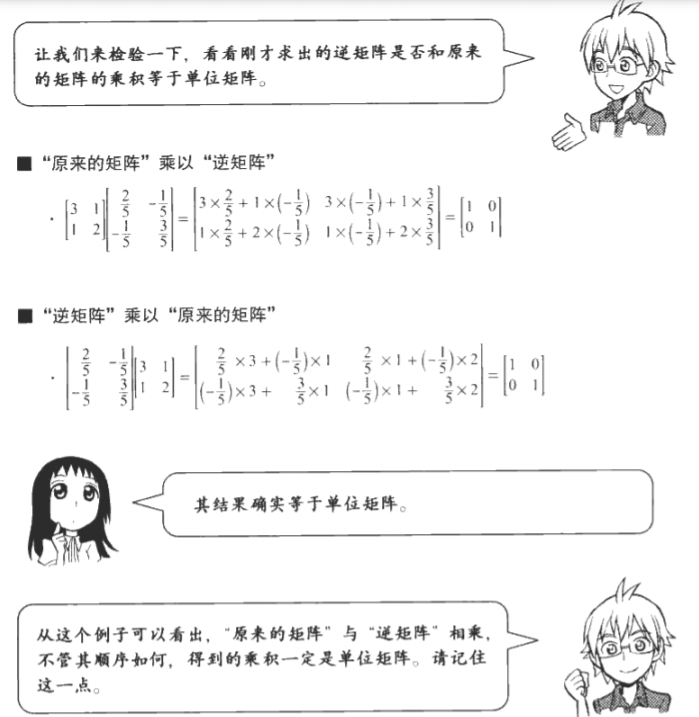 让我们来检验一下，看看刚才求出的逆矩阵是否和原来
的矩阵的乘积等于单位矩阵。
■ “原来的矩阵”乘以“逆矩阵”
· [3 1; 1 2][2/5 -1/5; -1/5 3/5] = [3×2/5+1×(-1/5) 3×(-1/5)+1×3/5; 1×2/5+2×(-1/5) 1×(-1/5)+2×3/5] = [1 0; 0 1]
■ “逆矩阵”乘以“原来的矩阵”
· [2/5 -1/5; -1/5 3/5][3 1; 1 2] = [2/5×3+(-1/5)×1 2/5×1+(-1/5)×2; (-1/5)×3+3/5×1 (-1/5)×1+3/5×2] = [1 0; 0 1]
其结果确实等于单位矩阵。
从这个例子可以看出，“原来的矩阵”与“逆矩阵”相乘，
不管其顺序如何，得到的乘积一定是单位矩阵。请记住
这一点。